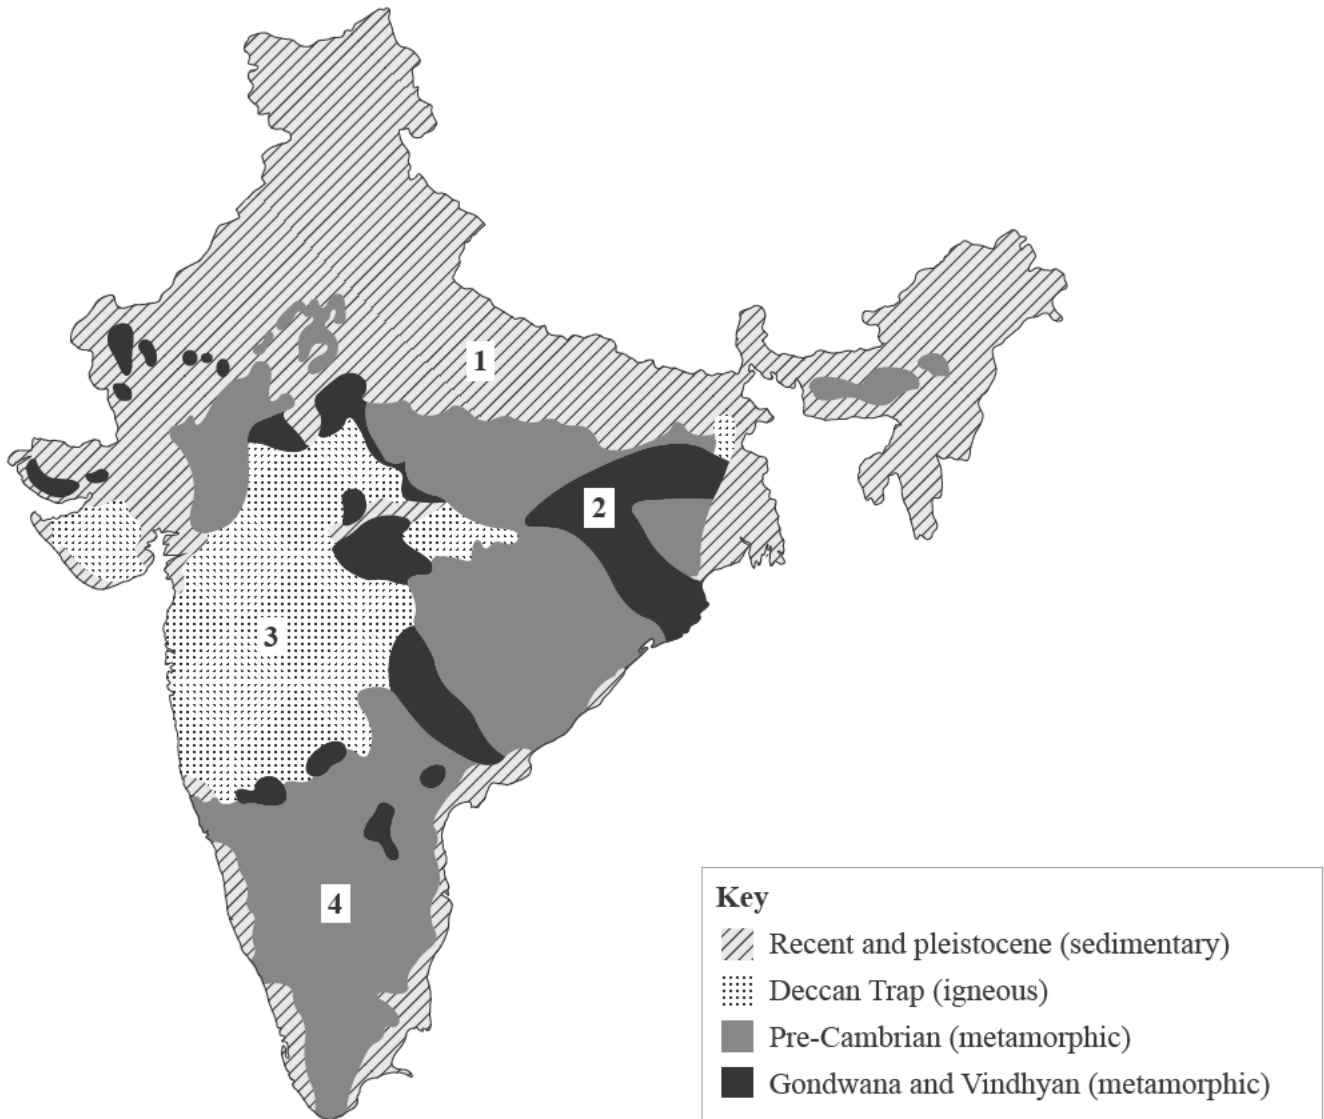 1
2
3
4
Key
Recent and pleistocene (sedimentary)
Deccan Trap (igneous)
Pre-Cambrian (metamorphic)
Gondwana and Vindhyan (metamorphic)